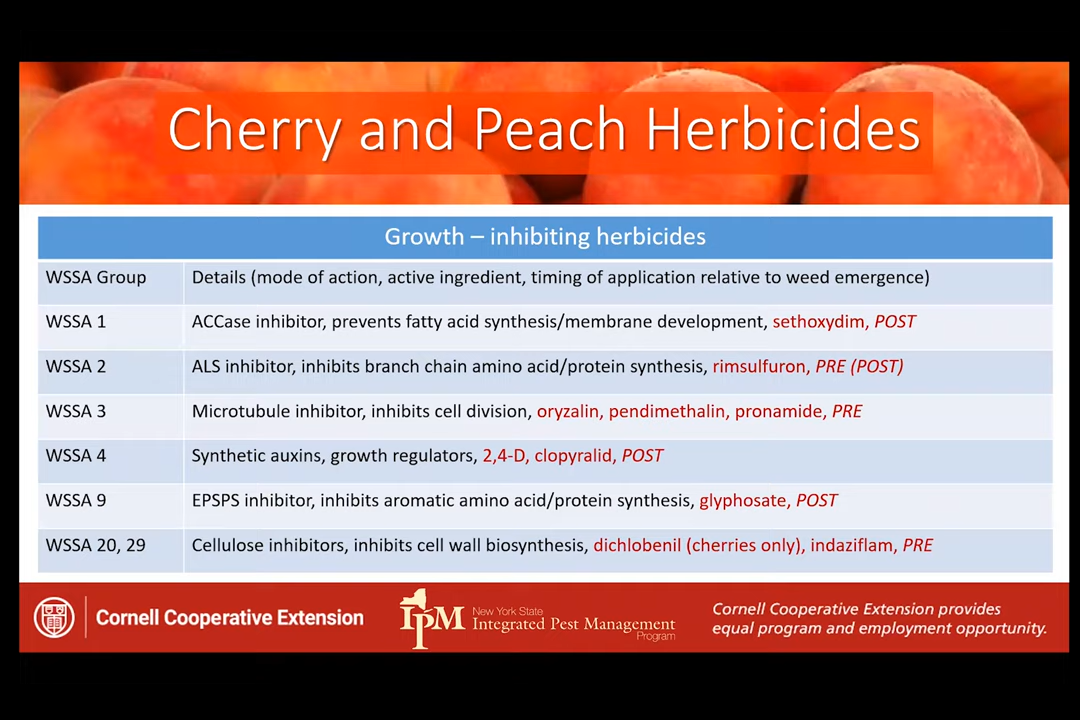 Cherry and Peach Herbicides
Growth – inhibiting herbicides
WSSA Group Details (mode of action, active ingredient, timing of application relative to weed emergence)
WSSA 1 ACCase inhibitor, prevents fatty acid synthesis/membrane development, sethoxydim, POST
WSSA 2 ALS inhibitor, inhibits branch chain amino acid/protein synthesis, rimsulfuron, PRE (POST)
WSSA 3 Microtubule inhibitor, inhibits cell division, oryzalin, pendimethalin, pronamide, PRE
WSSA 4 Synthetic auxins, growth regulators, 2,4-D, clopyralid, POST
WSSA 9 EPSPS inhibitor, inhibits aromatic amino acid/protein synthesis, glyphosate, POST
WSSA 20, 29 Cellulose inhibitors, inhibits cell wall biosynthesis, dichlobenil (cherries only), indaziflam, PRE
Cornell Cooperative Extension
IPM
New York State
Integrated Pest Management
Program
Cornell Cooperative Extension provides
equal program and employment opportunity.